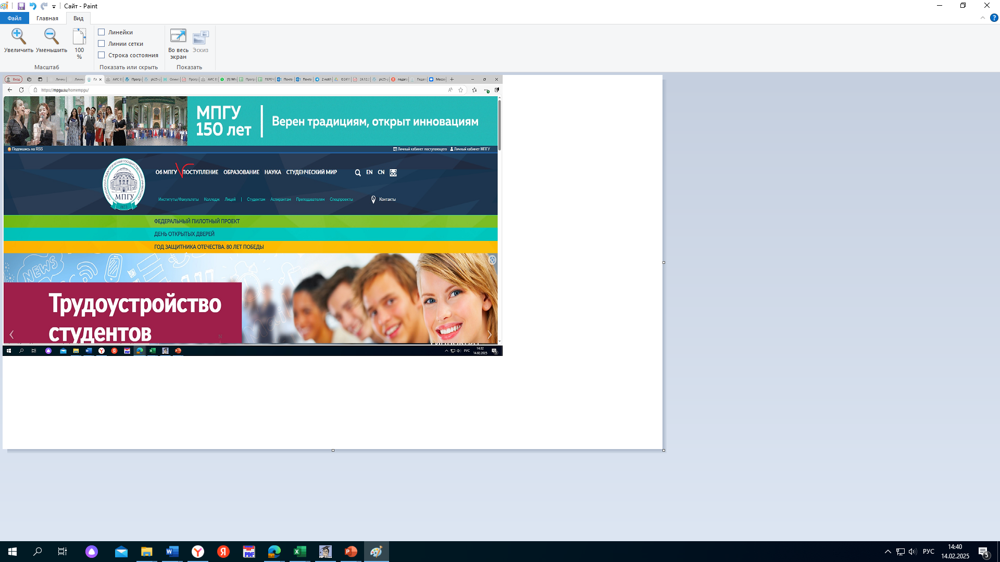 Сайт - Paint
Файл Главная Вид
Увеличить Уменьшить 100 %
Линейки
Линии сетки
Строка состояния
Во весь экран Эскиз
Масштаб Показать или скрыть Показать
Вход
https://mpgu.su/homempgu/
МПГУ
150 лет
Верен традициям, открыт инновациям
Подпишись на RSS Личный кабинет поступающего Личный кабинет МПГУ
Об МПГУ ПОСТУПЛЕНИЕ ОБРАЗОВАНИЕ НАУКА СТУДЕНЧЕСКИЙ МИР EN CN
МПГУ
1872
Институты/Факультеты Колледж Лицей | Студентам Аспирантам Преподавателям Спецпроекты Контакты
ФЕДЕРАЛЬНЫЙ ПИЛОТНЫЙ ПРОЕКТ
ДЕНЬ ОТКРЫТЫХ ДВЕРЕЙ
ГОД ЗАЩИТНИКА ОТЕЧЕСТВА. 80 ЛЕТ ПОБЕДЫ
NEWS
Трудоустройство
студентов
РУС 14:32
14.02.2025
РУС 14:40
14.02.2025 5